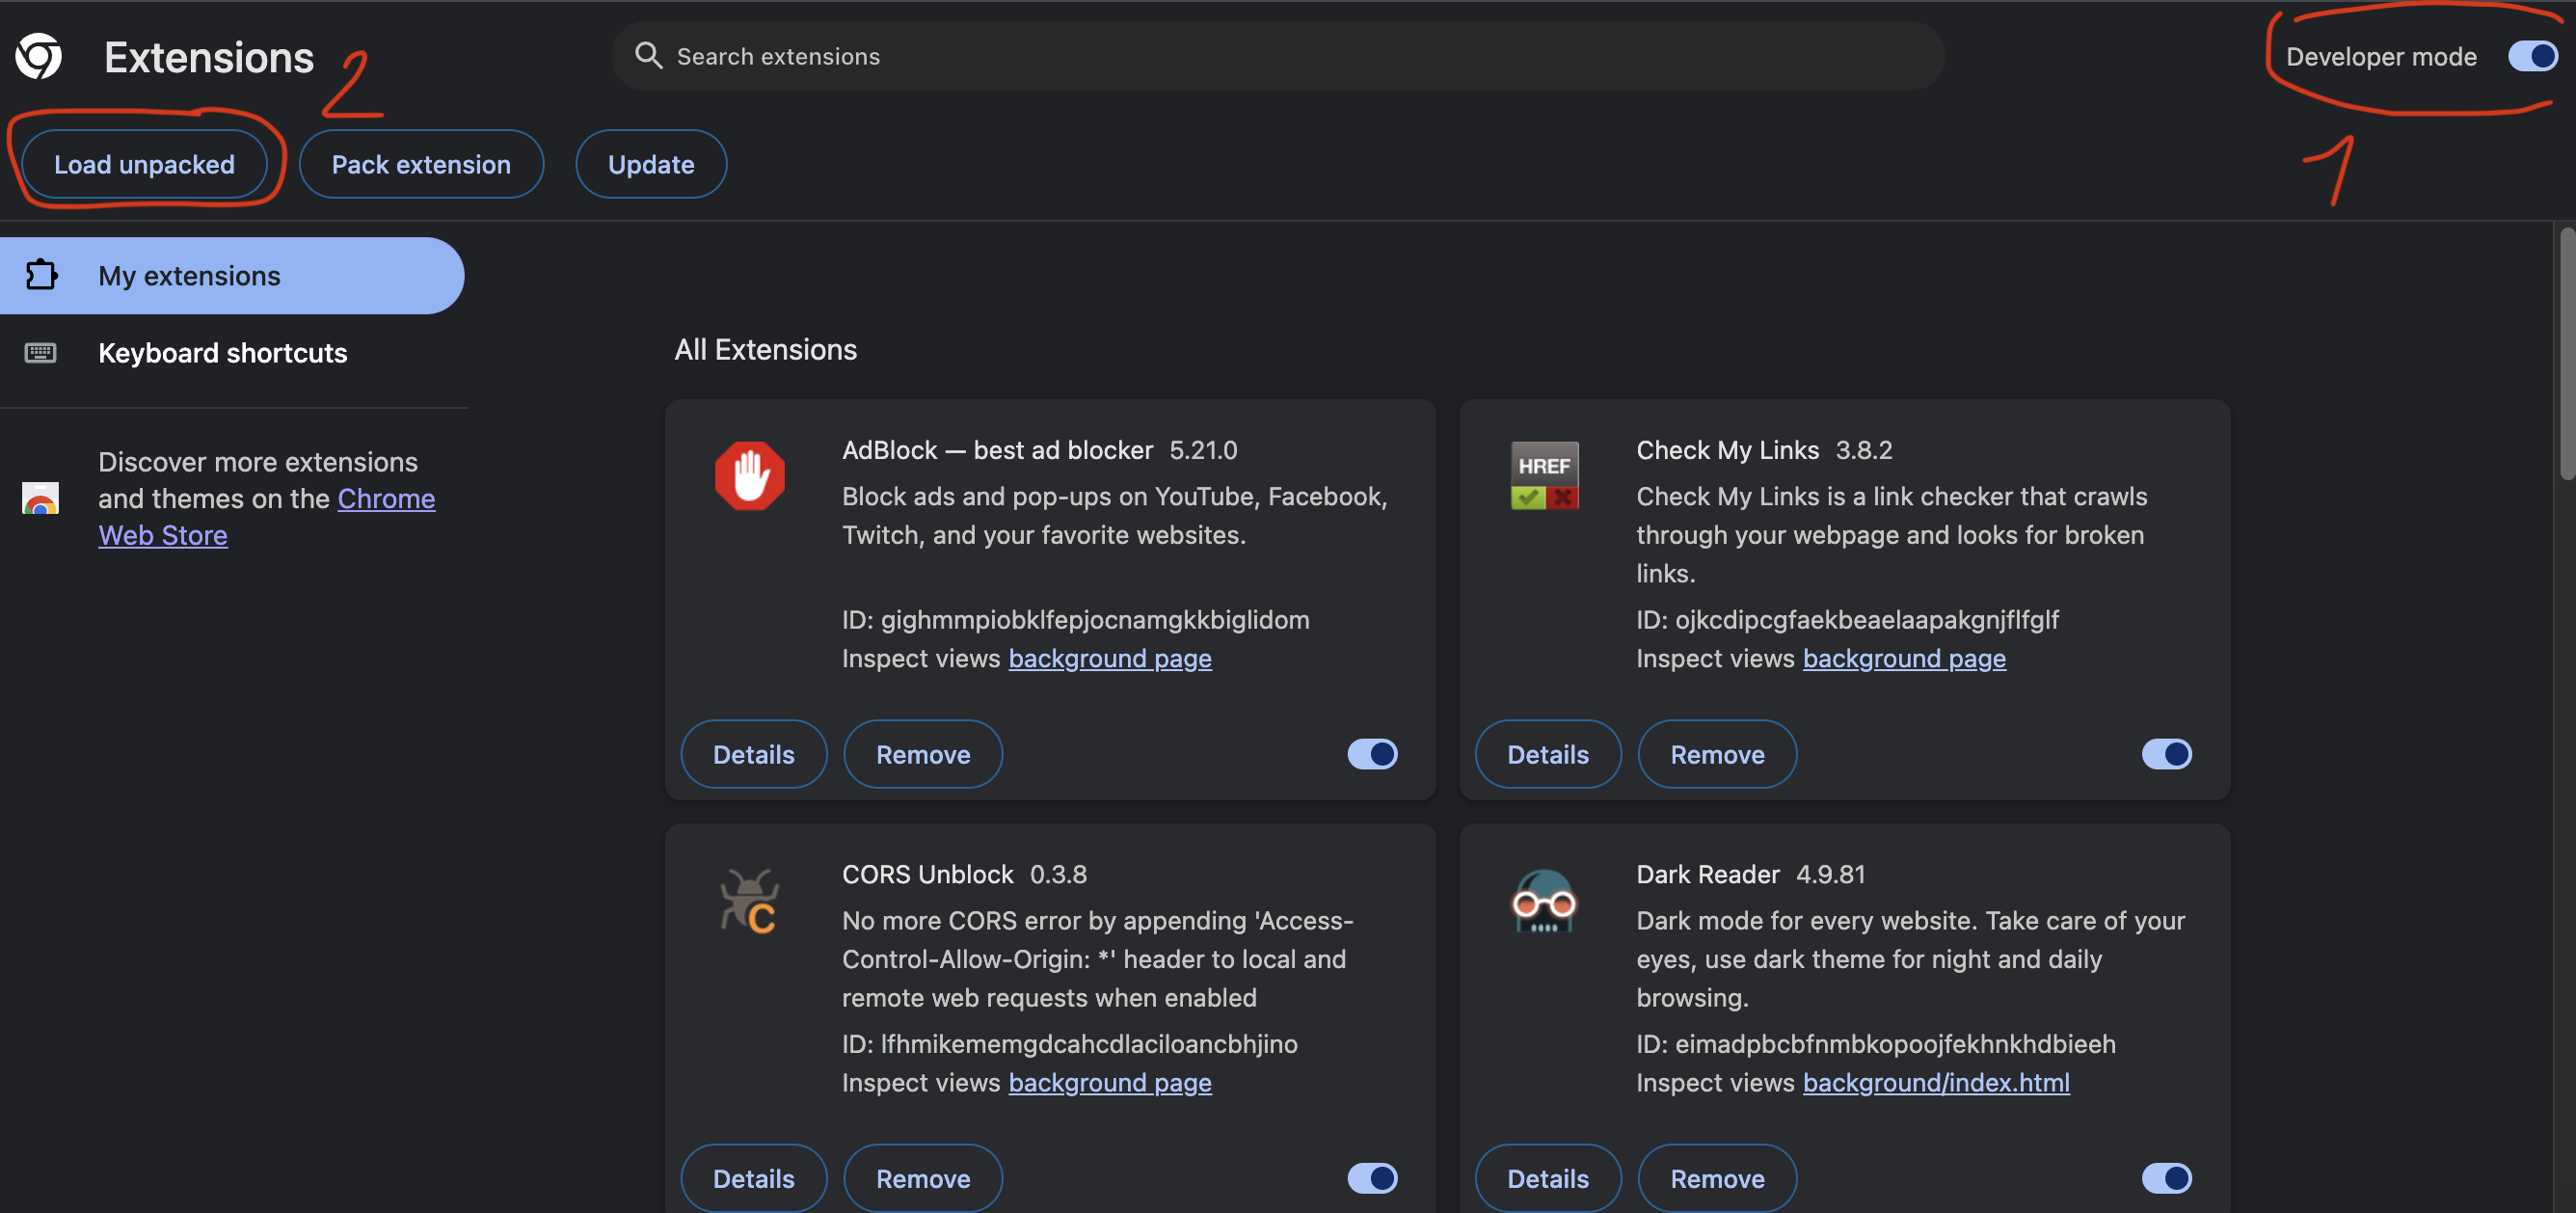 Extensions
2
Search extensions
Developer mode
1
Load unpacked
Pack extension
Update
My extensions
Keyboard shortcuts
Discover more extensions
and themes on the Chrome
Web Store
All Extensions
AdBlock — best ad blocker 5.21.0
Block ads and pop-ups on YouTube, Facebook,
Twitch, and your favorite websites.
ID: gighmmpiobklfepjocnamgkkbiglidom
Inspect views background page
Details
Remove
HREF
Check My Links 3.8.2
Check My Links is a link checker that crawls
through your webpage and looks for broken
links.
ID: ojkcdipcgfaekbeaelaapakgnjflfglf
Inspect views background page
Details
Remove
C
CORS Unblock 0.3.8
No more CORS error by appending 'Access-
Control-Allow-Origin: *' header to local and
remote web requests when enabled
ID: lfhmikememgdcahcdlaciloancbhjino
Inspect views background page
Details
Remove
Dark Reader 4.9.81
Dark mode for every website. Take care of your
eyes, use dark theme for night and daily
browsing.
ID: eimadpbcbfnmbkopoojfekhnkhdbieeh
Inspect views background/index.html
Details
Remove